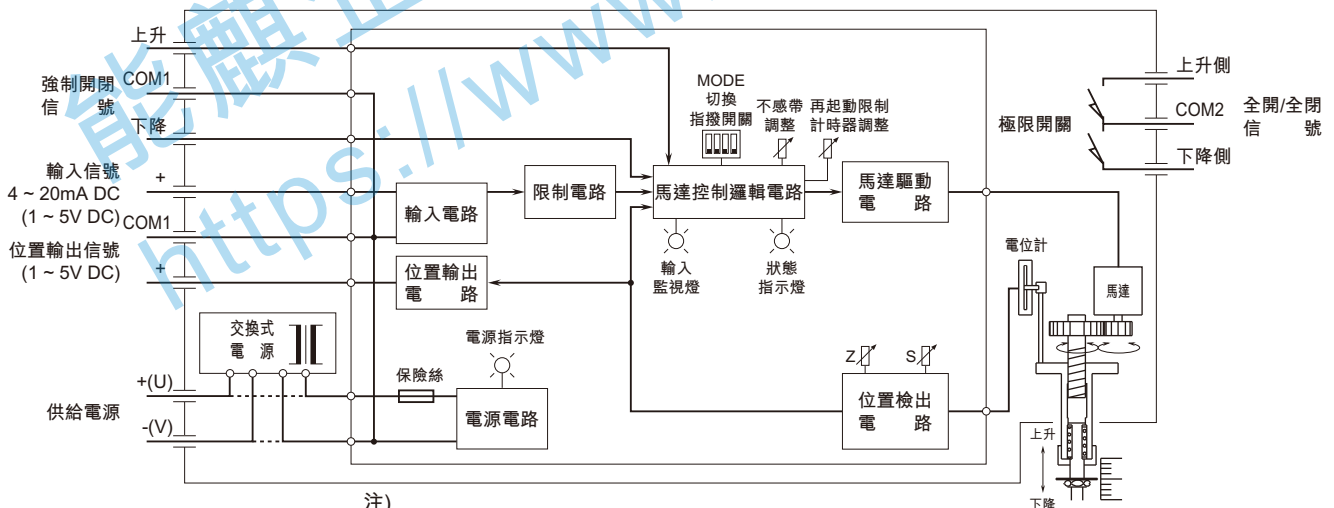 能顧企
https://www
上升
COM1
強制開閉
信 號
下降
輸入信號
4 ~ 20mA DC
(1 ~ 5V DC)
+
COM1
位置輸出信號
(1 ~ 5V DC)
+
交換式
電 源
+(U)
供給電源
-(V)
輸入電路
限制電路
位置輸出
電 路
電源指示燈
保險絲
電源電路
MODE
切換
指撥開關
不感帶
調整
再起動限制
計時器調整
馬達控制邏輯電路
輸入
監視燈
狀態
指示燈
馬達驅動
電 路
Z
S
位置檢出
電 路
極限開關
上升側
COM2
下降側
全開/全閉
信 號
電位計
馬達
上升
下降
注)